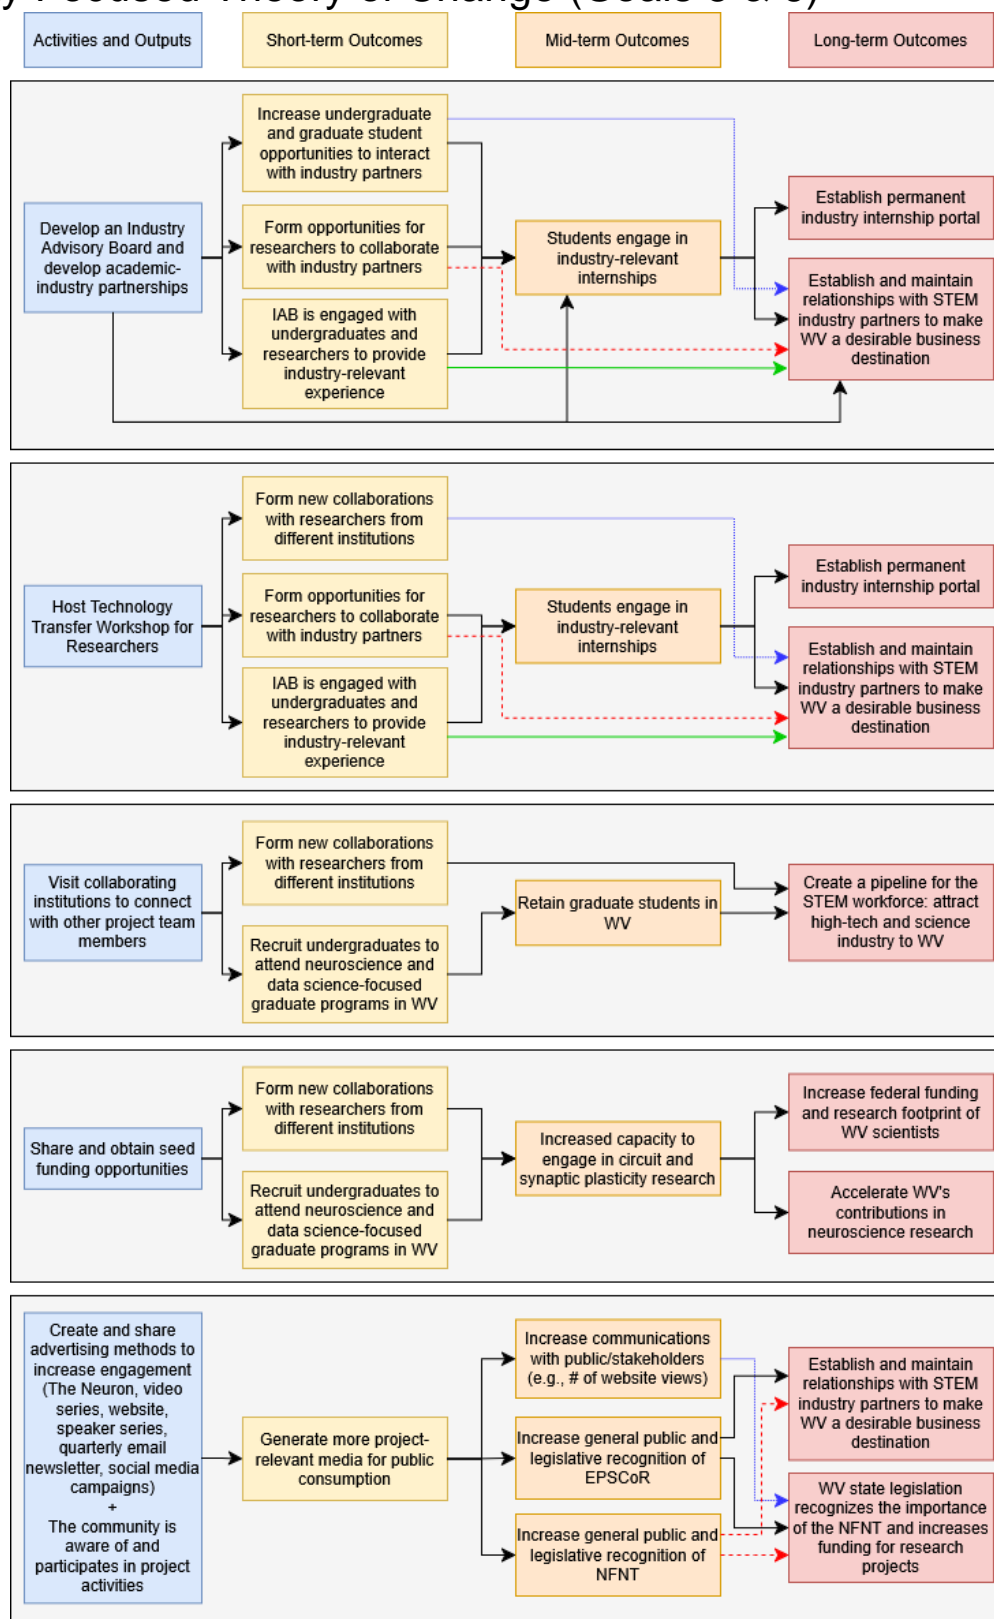 y Focused Theory of Change (Goals 5 & 6)
Activities and Outputs
Short-term Outcomes
Mid-term Outcomes
Long-term Outcomes
Develop an Industry
Advisory Board and
develop academic-
industry partnerships
Increase undergraduate
and graduate student
opportunities to interact
with industry partners
Form opportunities for
researchers to collaborate
with industry partners
IAB is engaged with
undergraduates and
researchers to provide
industry-relevant
experience
Students engage in
industry-relevant
internships
Establish permanent
industry internship portal
Establish and maintain
relationships with STEM
industry partners to make
WV a desirable business
destination
Host Technology
Transfer Workshop for
Researchers
Form new collaborations
with researchers from
different institutions
Form opportunities for
researchers to collaborate
with industry partners
IAB is engaged with
undergraduates and
researchers to provide
industry-relevant
experience
Students engage in
industry-relevant
internships
Establish permanent
industry internship portal
Establish and maintain
relationships with STEM
industry partners to make
WV a desirable business
destination
Visit collaborating
institutions to connect
with other project team
members
Form new collaborations
with researchers from
different institutions
Recruit undergraduates to
attend neuroscience and
data science-focused
graduate programs in WV
Retain graduate students in
WV
Create a pipeline for the
STEM workforce: attract
high-tech and science
industry to WV
Share and obtain seed
funding opportunities
Form new collaborations
with researchers from
different institutions
Recruit undergraduates to
attend neuroscience and
data science-focused
graduate programs in WV
Increased capacity to
engage in circuit and
synaptic plasticity research
Increase federal funding
and research footprint of
WV scientists
Accelerate WV's
contributions in
neuroscience research
Create and share
advertising methods to
increase engagement
(The Neuron, video
series, website,
speaker series,
quarterly email
newsletter, social media
campaigns)
+
The community is
aware of and
participates in project
activities
Generate more project-
relevant media for public
consumption
Increase communications
with public/stakeholders
(e.g., # of website views)
Increase general public and
legislative recognition of
EPSCoR
Increase general public and
legislative recognition of
NFNT
Establish and maintain
relationships with STEM
industry partners to make
WV a desirable business
destination
WV state legislation
recognizes the importance
of the NFNT and increases
funding for research
projects